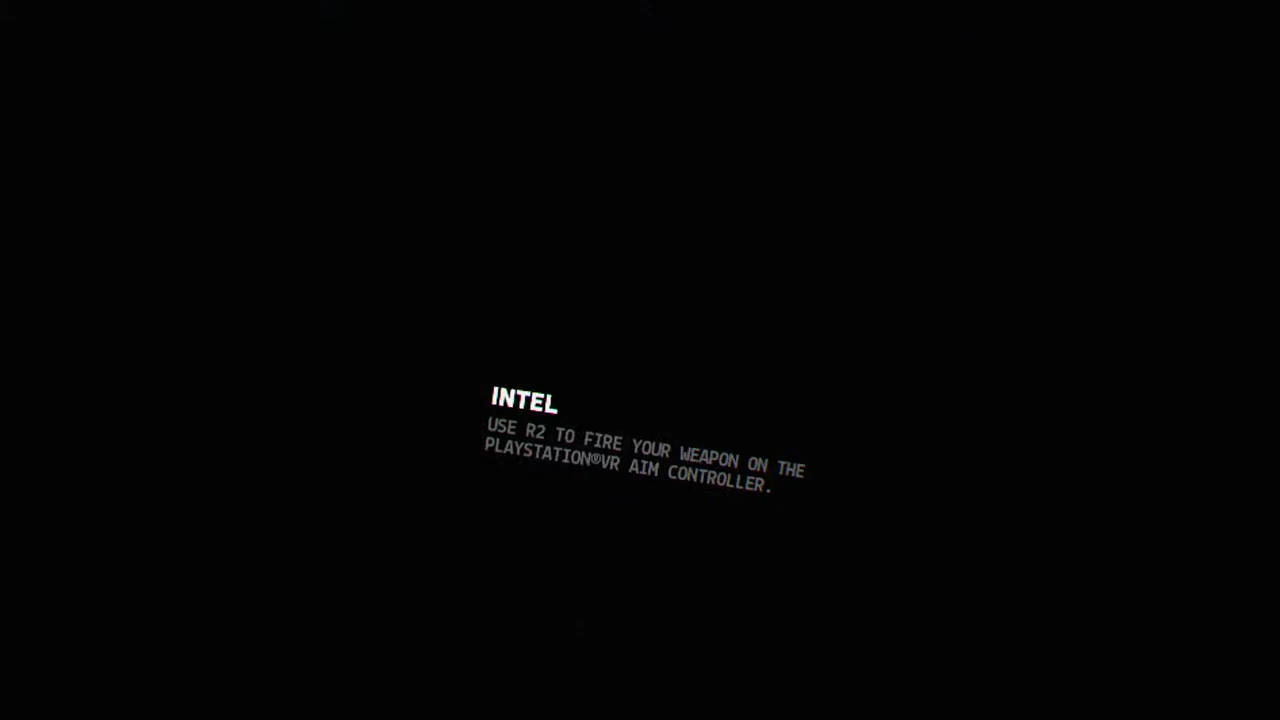 INTEL
USE R2 TO FIRE YOUR WEAPON ON THE
PLAYSTATION®VR AIM CONTROLLER.